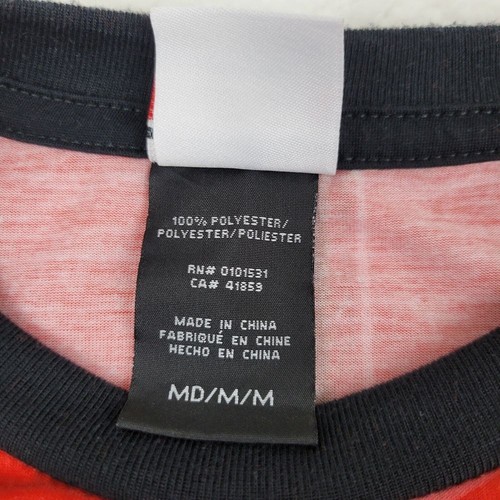 100% POLYESTER/
POLYESTER/POLIESTER
RN# 0101531
CA# 41859
MADE IN CHINA
FABRIQUÉ EN CHINE
HECHO EN CHINA
MD/M/M